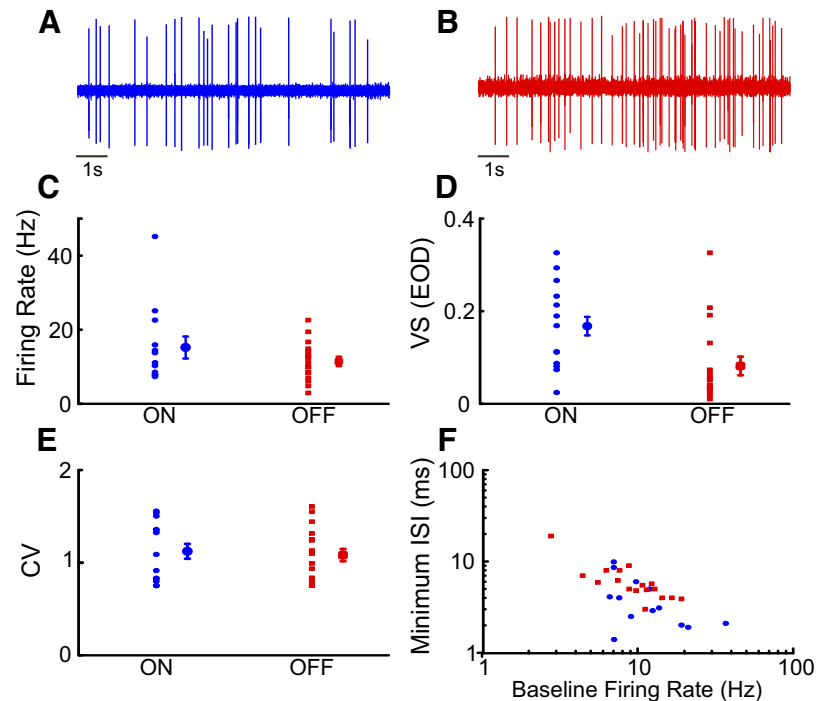 A
B
1s
1s
C
D
Firing Rate (Hz)
40
20
0
ON
OFF
VS (EOD)
0.4
0.2
0
ON
OFF
E
F
CV
2
1
0
ON
OFF
Minimum ISI (ms)
100
10
1
1
10
100
Baseline Firing Rate (Hz)